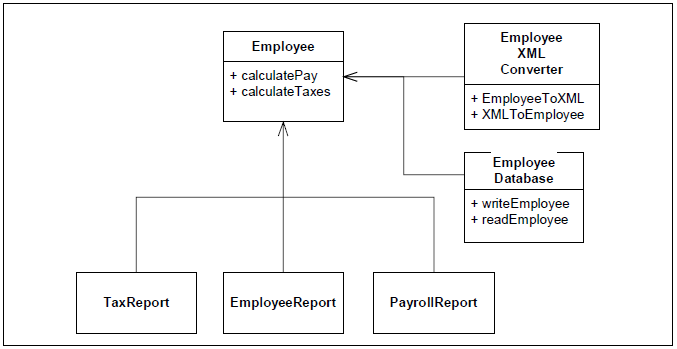 Employee
+ calculatePay
+ calculateTaxes
Employee
XML
Converter
+ EmployeeToXML
+ XMLToEmployee
Employee
Database
+ writeEmployee
+ readEmployee
TaxReport
EmployeeReport
PayrollReport